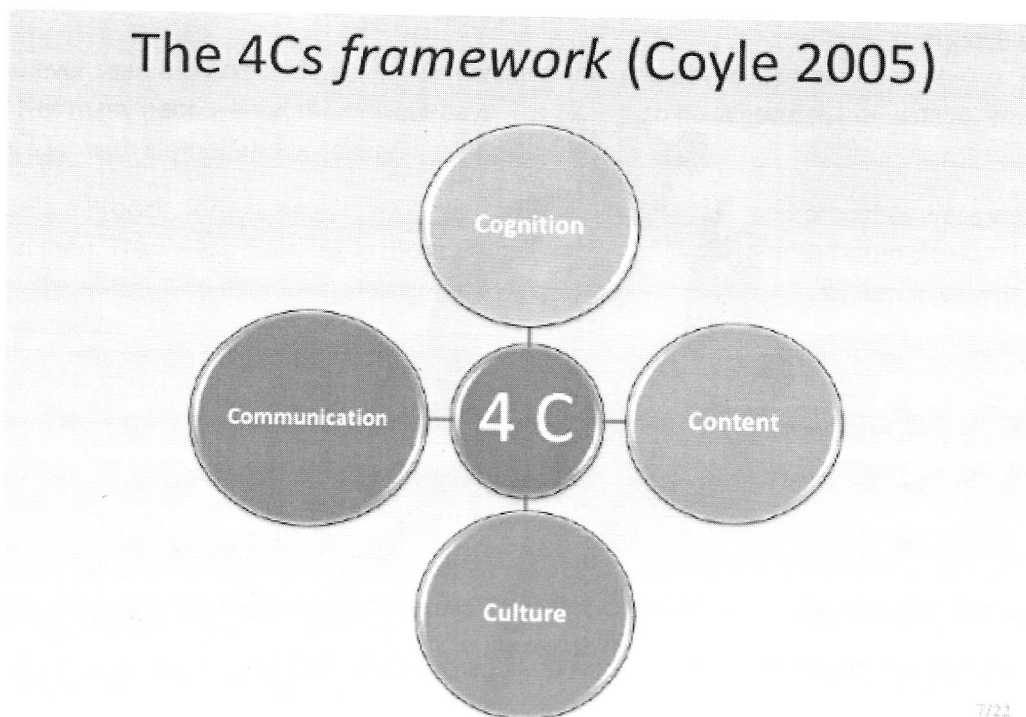 The 4Cs framework (Coyle 2005)
Cognition
Communication
4 C
Content
Culture
7/22